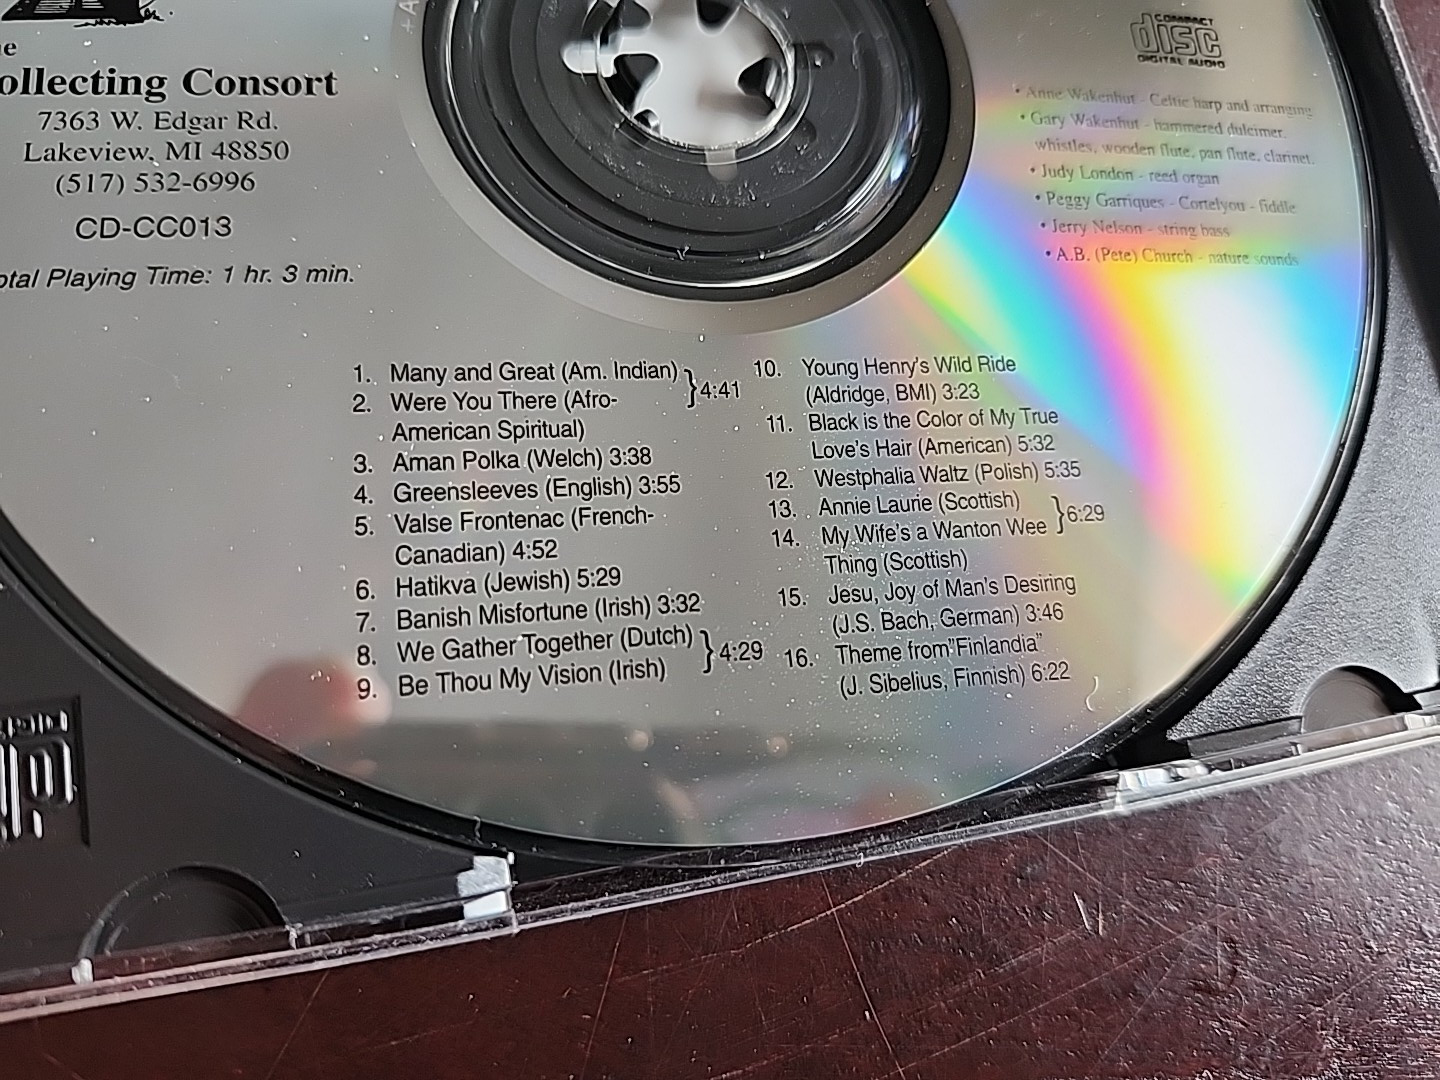 ollecting Consort
7363 W. Edgar Rd.
Lakeview, MI 48850
(517) 532-6996
CD-CC013
otal Playing Time: 1 hr. 3 min.
COMPACT
disc
DIGITAL AUDIO
• Anne Wakenhut - Celtic harp and arranging
• Gary Wakenhut - hammered dulcimer,
whistles, wooden flute, pan flute, clarinet.
• Judy London - reed organ
• Peggy Garriques - Cortelyou - fiddle
• Jerry Nelson - string bass
• A.B. (Pete) Church - nature sounds
1. Many and Great (Am. Indian)
2. Were You There (Afro-
American Spiritual)
}4:41
3. Aman Polka (Welch) 3:38
4. Greensleeves (English) 3:55
5. Valse Frontenac (French-
Canadian) 4:52
6. Hatikva (Jewish) 5:29
7. Banish Misfortune (Irish) 3:32
8. We Gather Together (Dutch)
9. Be Thou My Vision (Irish)
}4:29
10. Young Henry's Wild Ride
(Aldridge, BMI) 3:23
11. Black is the Color of My True
Love's Hair (American) 5:32
12. Westphalia Waltz (Polish) 5:35
13. Annie Laurie (Scottish)
14. My Wife's a Wanton Wee
Thing (Scottish)
}6:29
15. Jesu, Joy of Man's Desiring
(J.S. Bach, German) 3:46
16. Theme from"Finlandia"
(J. Sibelius, Finnish) 6:22